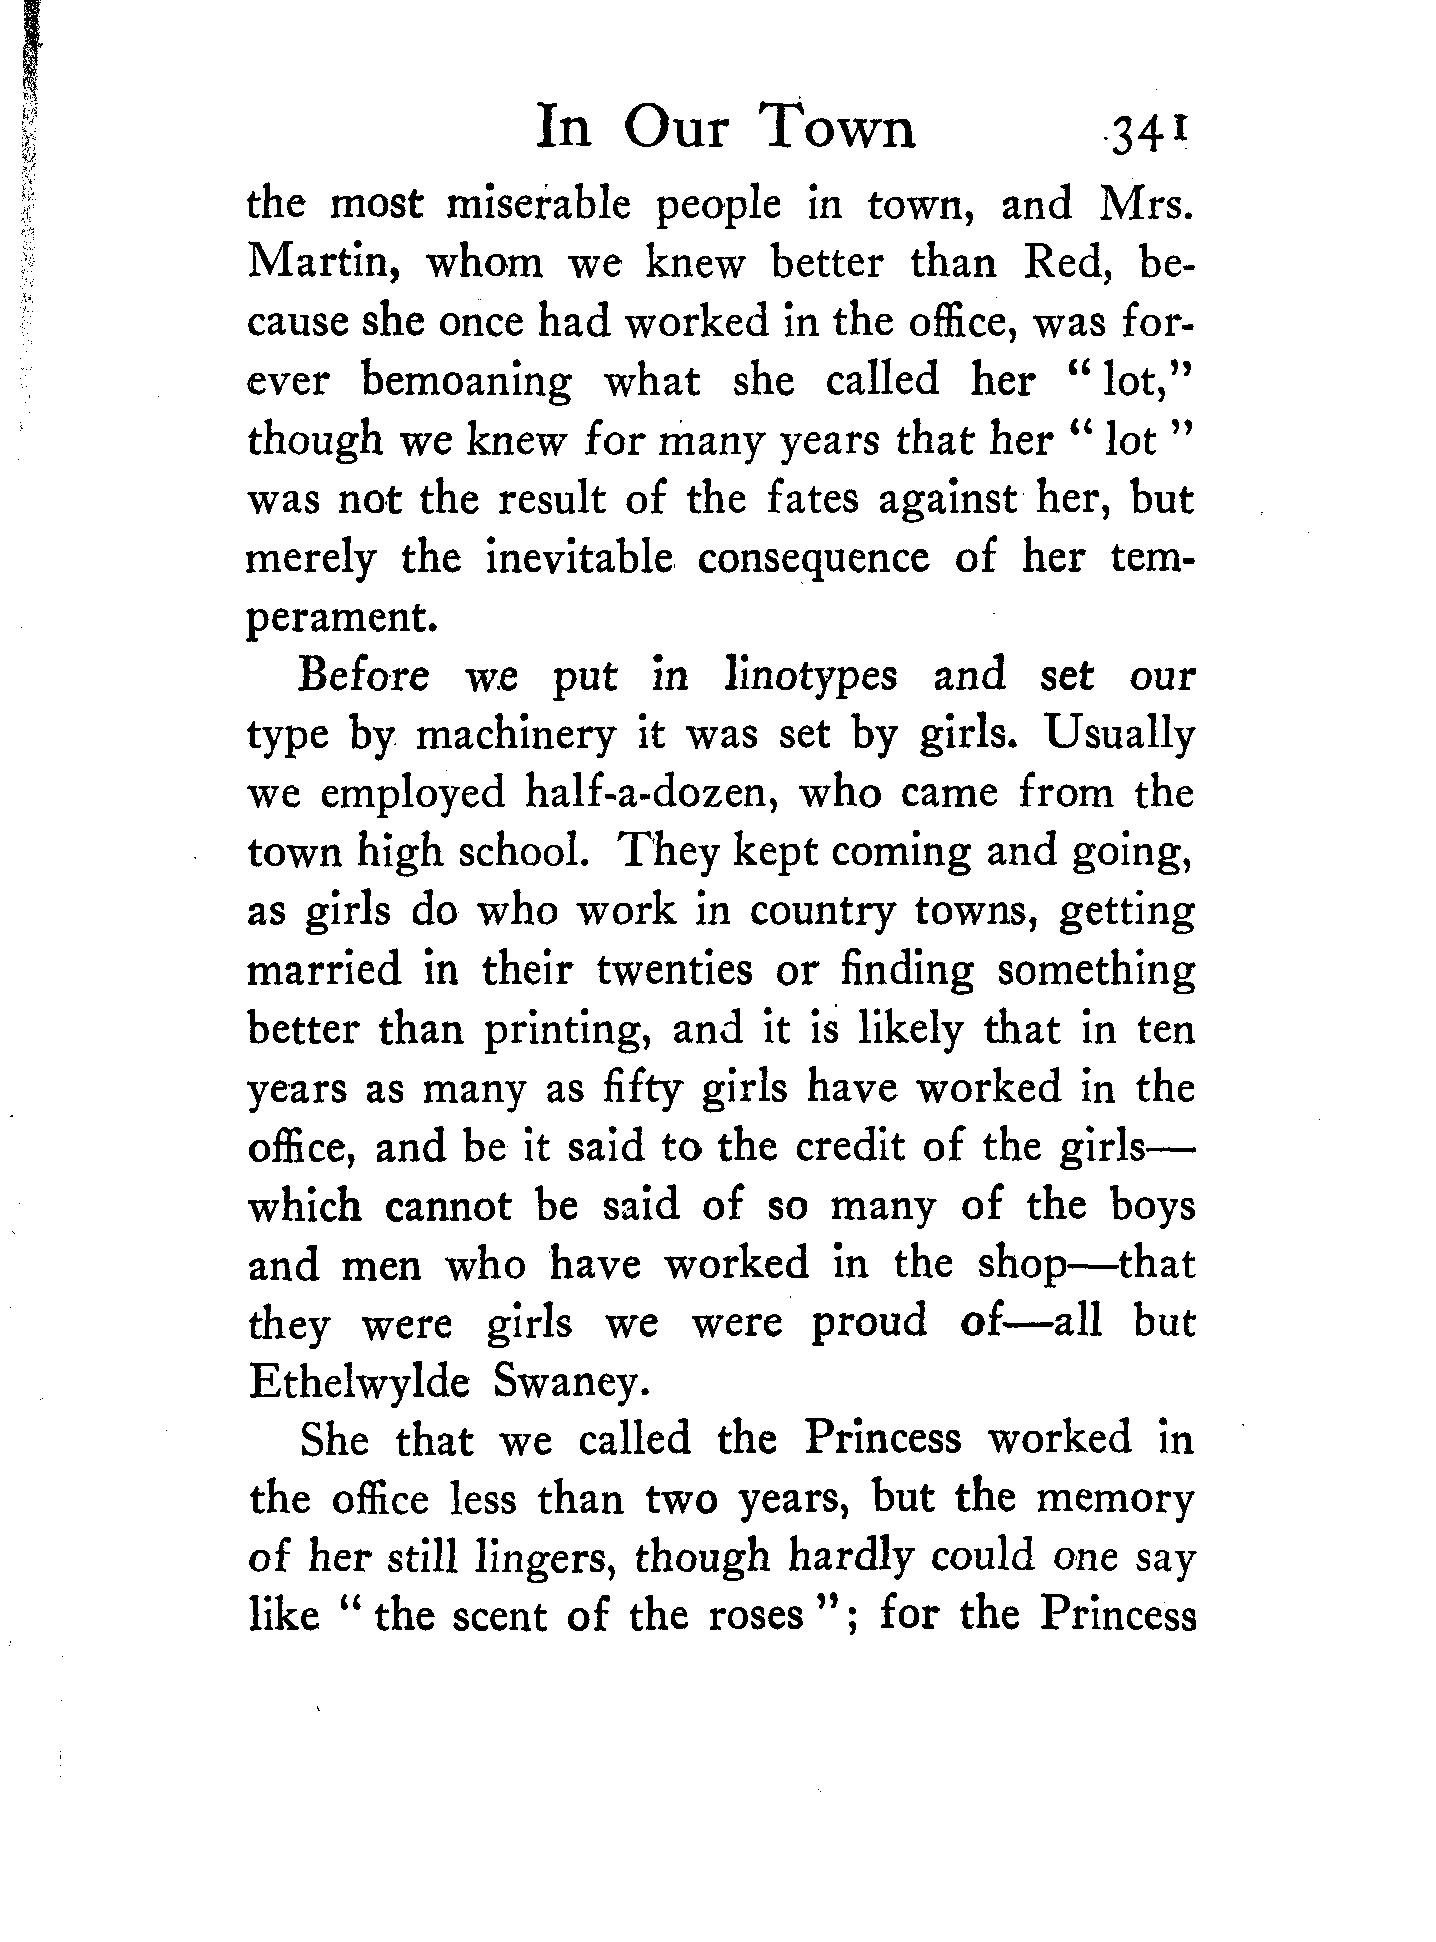 In Our Town 341
the most miserable people in town, and Mrs.
Martin, whom we knew better than Red, be-
cause she once had worked in the office, was for-
ever bemoaning what she called her “ lot,”
though we knew for many years that her “ lot ”
was not the result of the fates against her, but
merely the inevitable consequence of her tem-
perament.
Before we put in linotypes and set our
type by machinery it was set by girls. Usually
we employed half-a-dozen, who came from the
town high school. They kept coming and going,
as girls do who work in country towns, getting
married in their twenties or finding something
better than printing, and it is likely that in ten
years as many as fifty girls have worked in the
office, and be it said to the credit of the girls—
which cannot be said of so many of the boys
and men who have worked in the shop—that
they were girls we were proud of—all but
Ethelwylde Swaney.
She that we called the Princess worked in
the office less than two years, but the memory
of her still lingers, though hardly could one say
like “ the scent of the roses ”; for the Princess